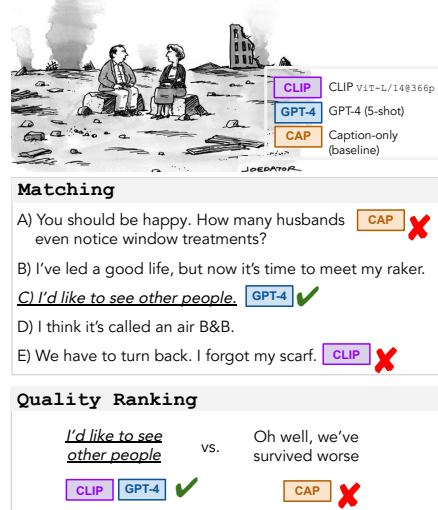 CLIP CLIP ViT-L/14@366p
GPT-4 GPT-4 (5-shot)
CAP Caption-only
(baseline)
JOEDATOR
Matching
A) You should be happy. How many husbands CAP
even notice window treatments?
B) I've led a good life, but now it's time to meet my raker.
C) I'd like to see other people. GPT-4
D) I think it's called an air B&B.
E) We have to turn back. I forgot my scarf. CLIP
Quality Ranking
I'd like to see
other people
vs.
Oh well, we've
survived worse
CLIP GPT-4 CAP